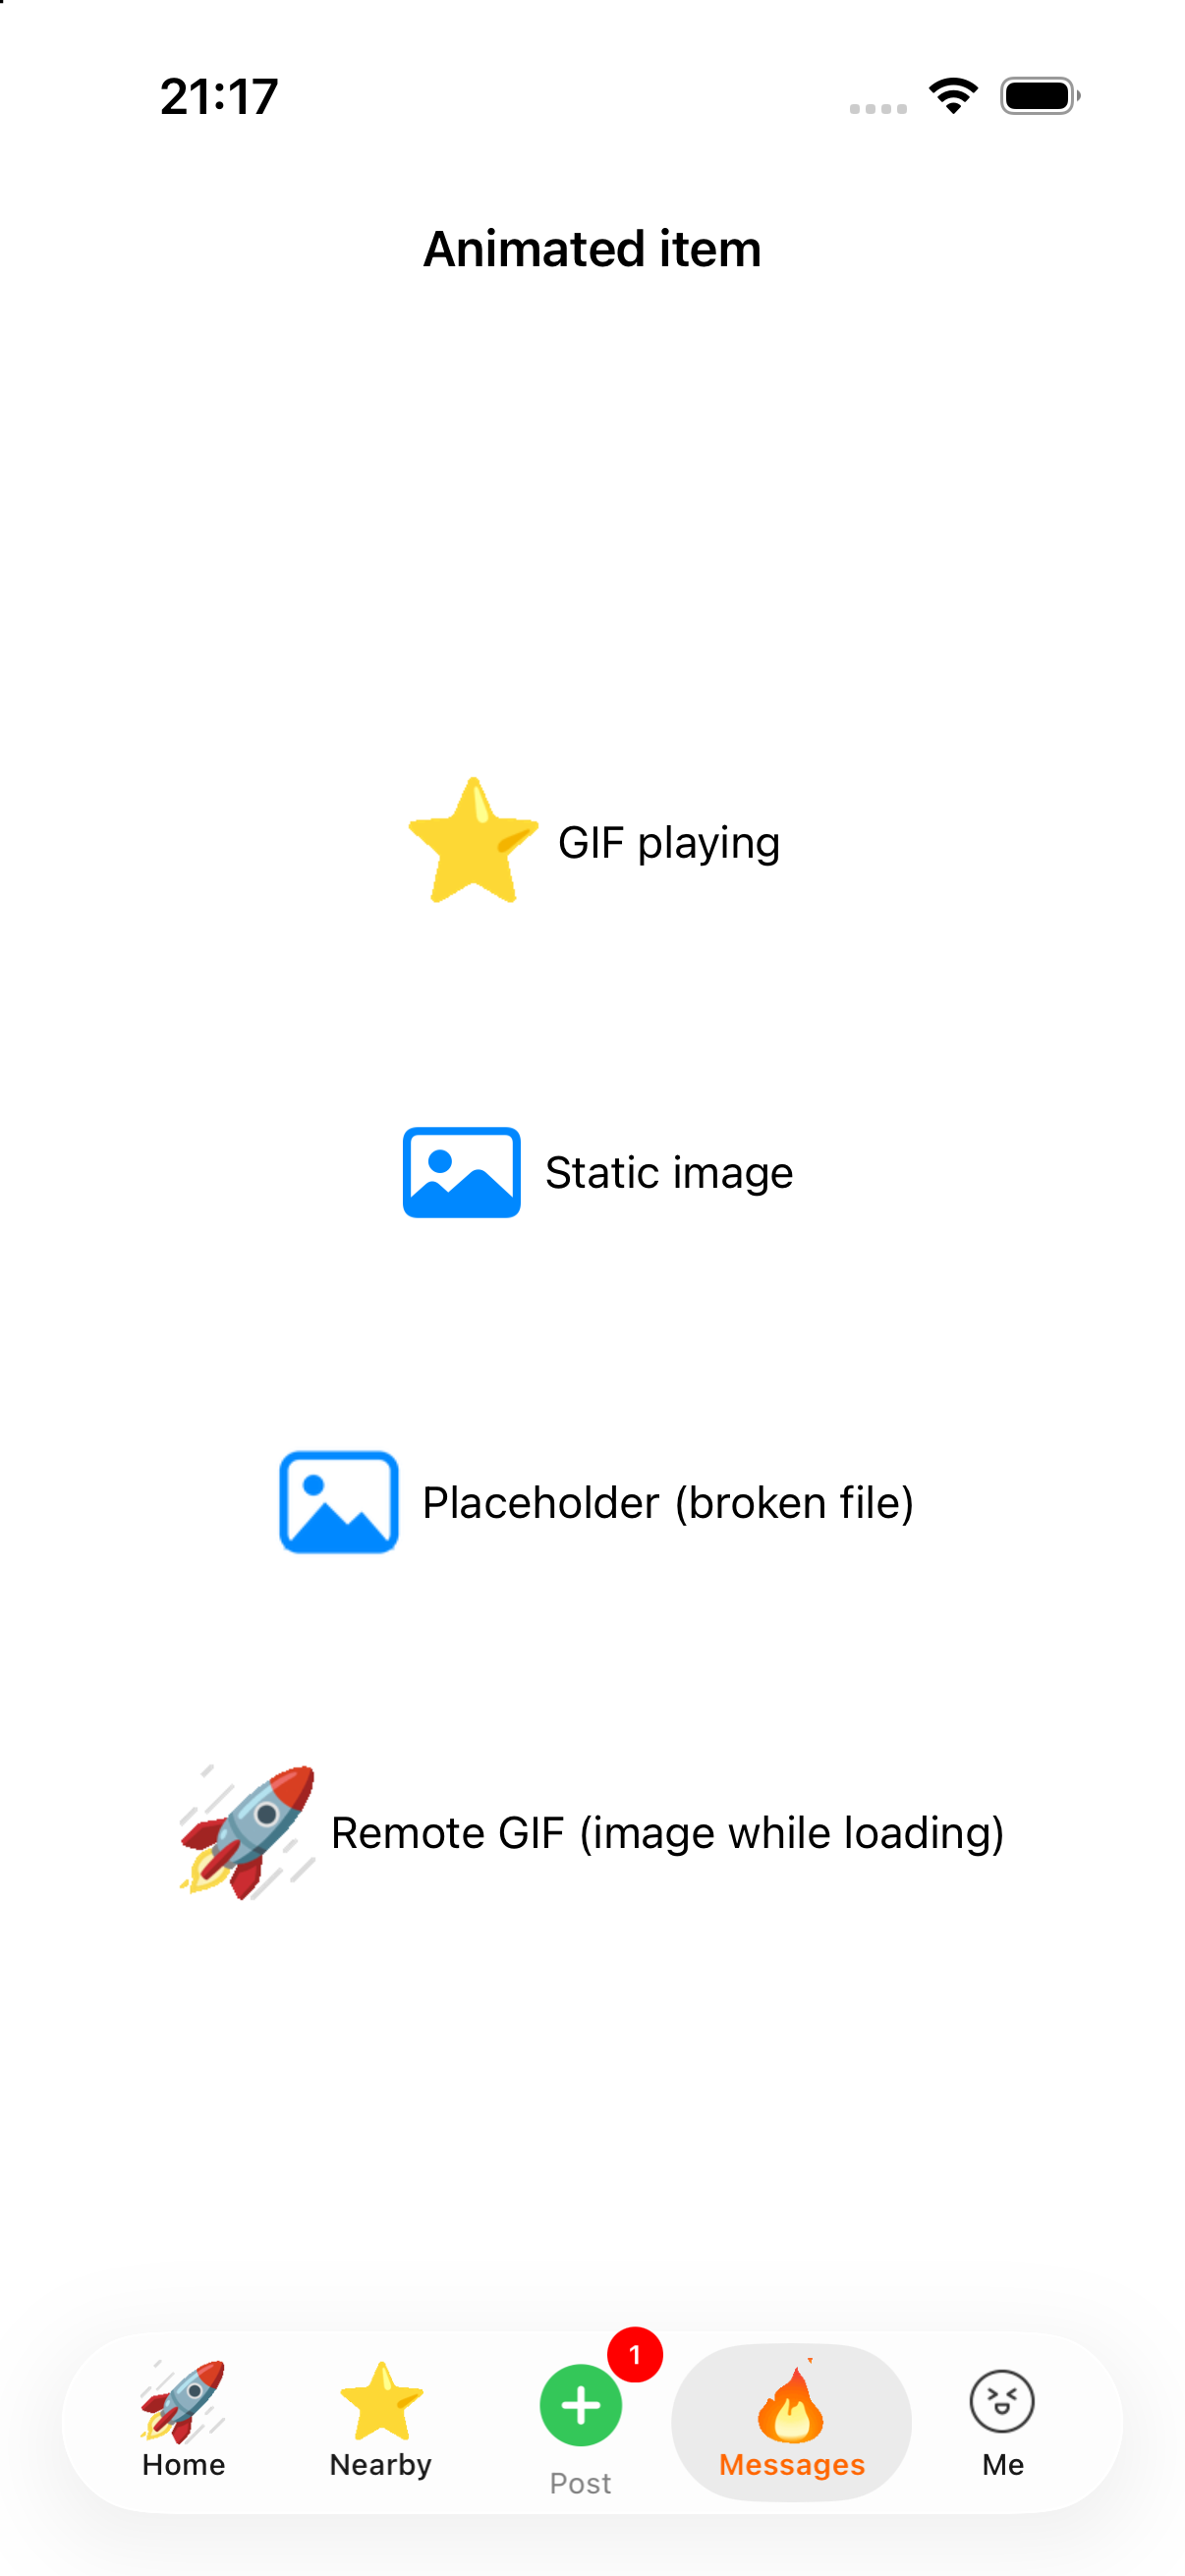 21:17
Animated item
GIF playing
Static image
Placeholder (broken file)
Remote GIF (image while loading)
1
Home
Nearby
Post
Messages
Me